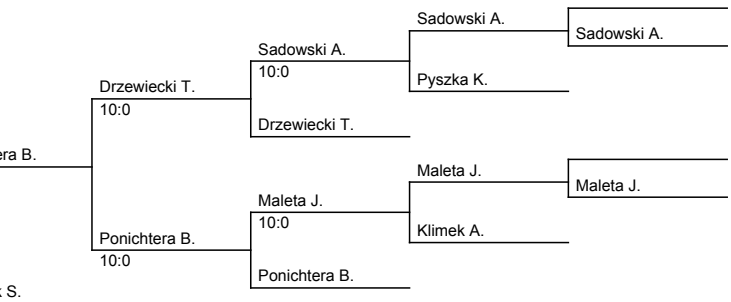 Sadowski A.
Sadowski A.
Sadowski A.
10:0
Pyszka K.
Drzewiecki T.
10:0
Drzewiecki T.
era B.
Maleta J.
Maleta J.
Maleta J.
10:0
Klimek A.
Ponichtera B.
10:0
Ponichtera B.
k S.